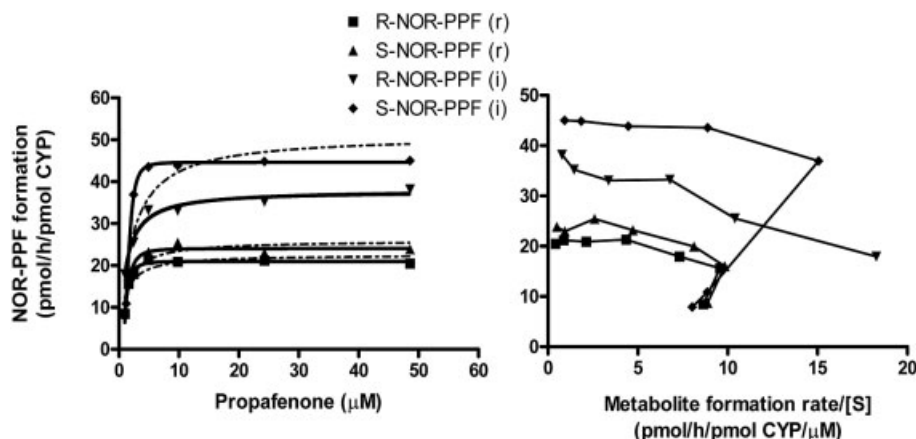 R-NOR-PPF (r)
S-NOR-PPF (r)
R-NOR-PPF (i)
S-NOR-PPF (i)
NOR-PPF formation
(pmol/h/pmol CYP)
60
50
40
30
20
10
0
0 10 20 30 40 50 60
Propafenone (μM)
50
40
30
20
10
0
0 5 10 15 20
Metabolite formation rate/[S]
(pmol/h/pmol CYP/μM)